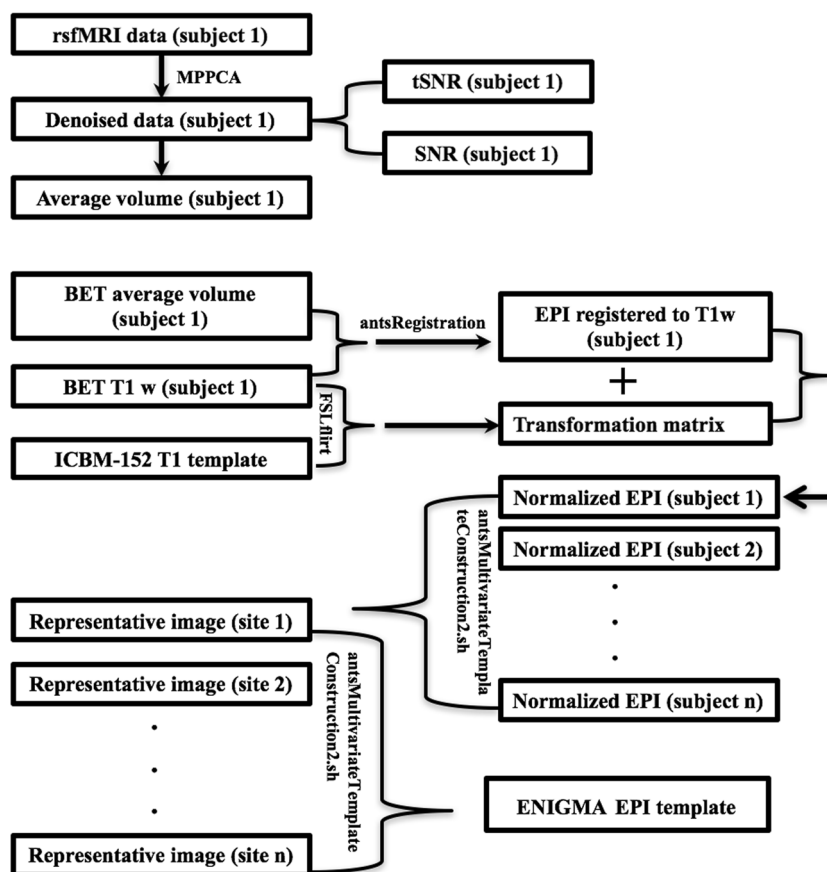 rsfMRI data (subject 1)
MPPCA
Denoised data (subject 1)
tSNR (subject 1)
SNR (subject 1)
Average volume (subject 1)
BET average volume
(subject 1)
antsRegistration
EPI registered to T1w
(subject 1)
+
BET T1 w (subject 1)
FSLflirt
Transformation matrix
ICBM-152 T1 template
Normalized EPI (subject 1)
Normalized EPI (subject 2)
antsMultivariateTempla
teConstruction2.sh
Normalized EPI (subject n)
Representative image (site 1)
Representative image (site 2)
antsMultivariateTemplate
Construction2.sh
Representative image (site n)
ENIGMA EPI template